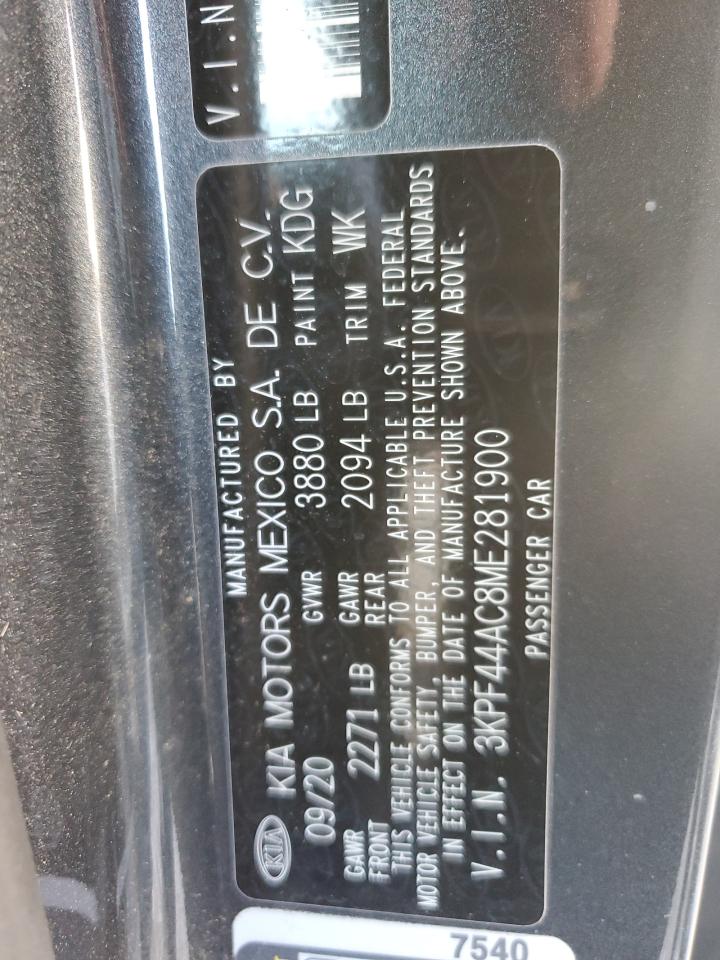 V.I.N
MANUFACTURED BY
KIA KIA MOTORS MEXICO S.A. DE C.V.
09/20 GVWR 3880 LB PAINT KDG
GAWR FRONT 2271 LB GAWR REAR 2094 LB TRIM WK
THIS VEHICLE CONFORMS TO ALL APPLICABLE U.S.A. FEDERAL
MOTOR VEHICLE SAFETY, BUMPER, AND THEFT PREVENTION STANDARDS
IN EFFECT ON THE DATE OF MANUFACTURE SHOWN ABOVE.
V.I.N. 3KPF44AC8ME281900
PASSENGER CAR
7540